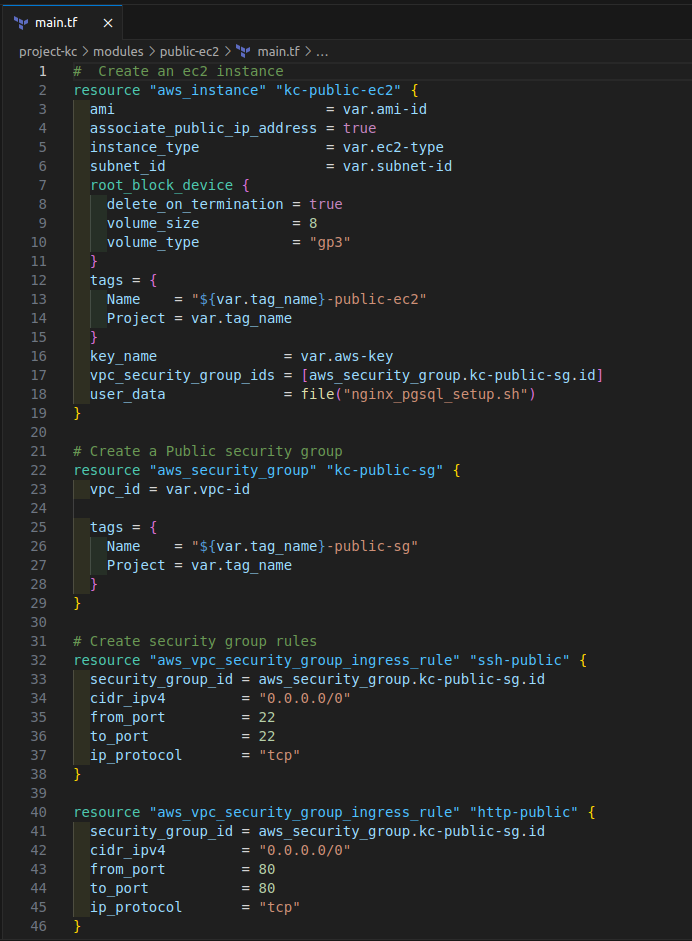 main.tf ×
project-kc > modules > public-ec2 > main.tf > ...
1 #  Create an ec2 instance
2 resource "aws_instance" "kc-public-ec2" {
3   ami                         = var.ami-id
4   associate_public_ip_address = true
5   instance_type               = var.ec2-type
6   subnet_id                   = var.subnet-id
7   root_block_device {
8     delete_on_termination = true
9     volume_size           = 8
10     volume_type           = "gp3"
11   }
12   tags = {
13     Name    = "${var.tag_name}-public-ec2"
14     Project = var.tag_name
15   }
16   key_name               = var.aws-key
17   vpc_security_group_ids = [aws_security_group.kc-public-sg.id]
18   user_data              = file("nginx_pgsql_setup.sh")
19 }
20
21 # Create a Public security group
22 resource "aws_security_group" "kc-public-sg" {
23   vpc_id = var.vpc-id
24
25   tags = {
26     Name    = "${var.tag_name}-public-sg"
27     Project = var.tag_name
28   }
29 }
30
31 # Create security group rules
32 resource "aws_vpc_security_group_ingress_rule" "ssh-public" {
33   security_group_id = aws_security_group.kc-public-sg.id
34   cidr_ipv4         = "0.0.0.0/0"
35   from_port         = 22
36   to_port           = 22
37   ip_protocol       = "tcp"
38 }
39
40 resource "aws_vpc_security_group_ingress_rule" "http-public" {
41   security_group_id = aws_security_group.kc-public-sg.id
42   cidr_ipv4         = "0.0.0.0/0"
43   from_port         = 80
44   to_port           = 80
45   ip_protocol       = "tcp"
46 }